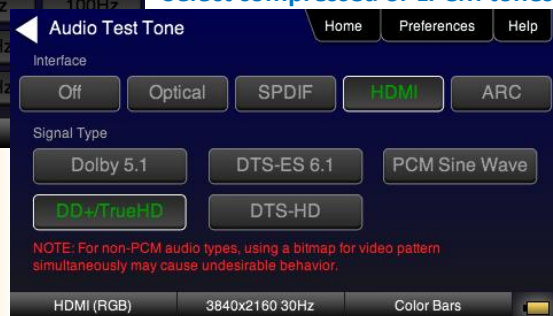 100Hz
Audio Test Tone
Home Preferences Help
Interface
Off Optical SPDIF HDMI ARC
Signal Type
Dolby 5.1 DTS-ES 6.1 PCM Sine Wave
DD+/TrueHD DTS-HD
NOTE: For non-PCM audio types, using a bitmap for video pattern
simultaneously may cause undesirable behavior.
HDMI (RGB) 3840x2160 30Hz Color Bars